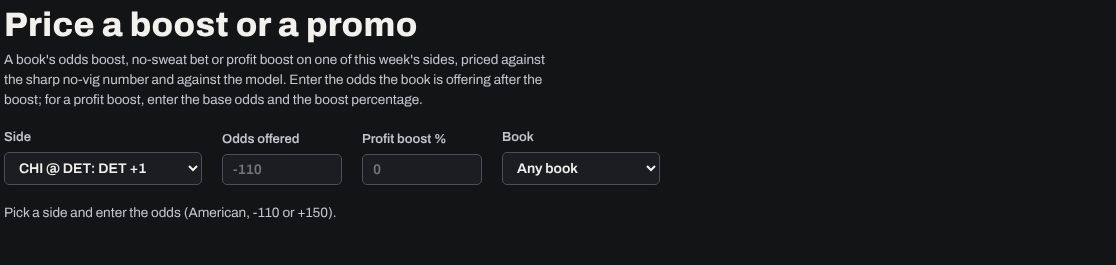 Price a boost or a promo
A book's odds boost, no-sweat bet or profit boost on one of this week's sides, priced against
the sharp no-vig number and against the model. Enter the odds the book is offering after the
boost; for a profit boost, enter the base odds and the boost percentage.
Side
Odds offered
Profit boost %
Book
CHI @ DET: DET +1
-110
0
Any book
Pick a side and enter the odds (American, -110 or +150).